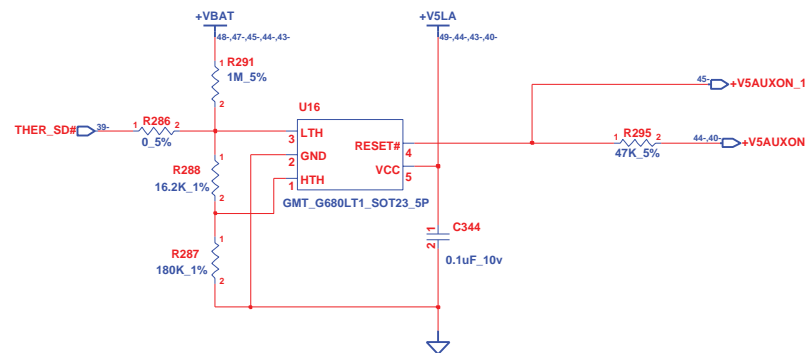 +VBAT
48-,47-,45-,44-,43-
+V5LA
49-,44-,43-,40-
1
R291
1M_5%
2
U16
45-
+V5AUXON_1
THER_SD#
39-
1
R286
2
0_5%
3
LTH
RESET#
4
1
R295
2
47K_5%
44-,40-
+V5AUXON
1
R288
16.2K_1%
2
2
GND
VCC
5
1
HTH
GMT_G680LT1_SOT23_5P
1
R287
180K_1%
2
1
2
C344
0.1uF_10v